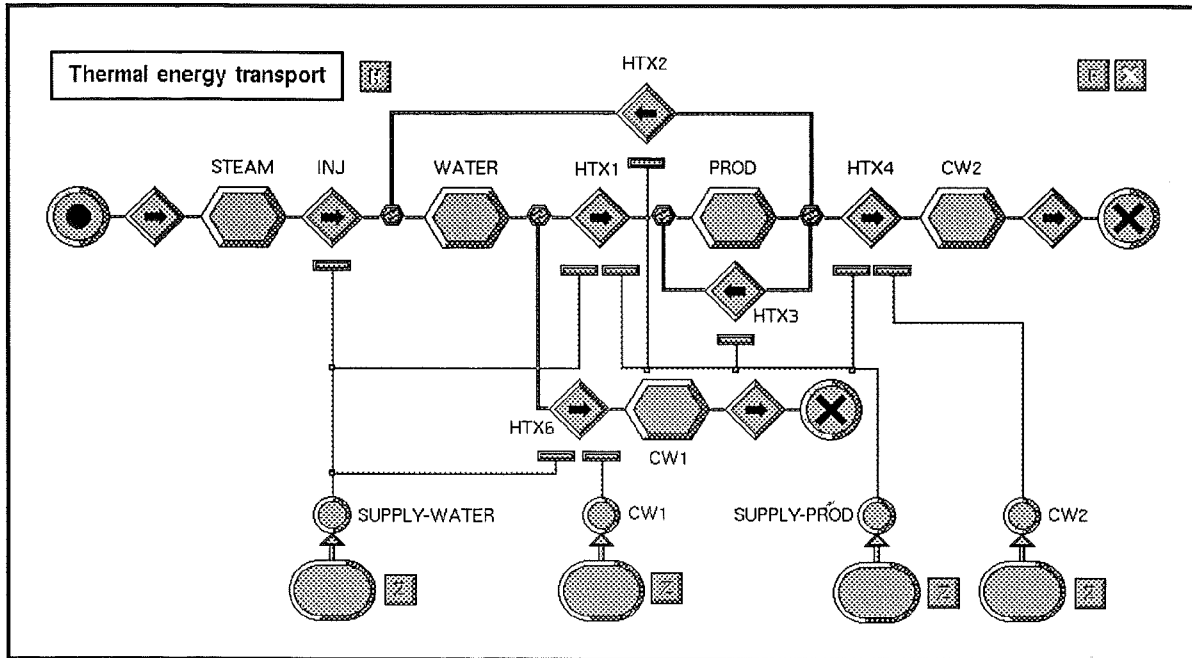 HTX2
Thermal energy transport
STEAM INJ WATER HTX1 PROD HTX4 CW2
HTX3
HTX6
CW1
SUPPLY-WATER CW1 SUPPLY-PROD CW2